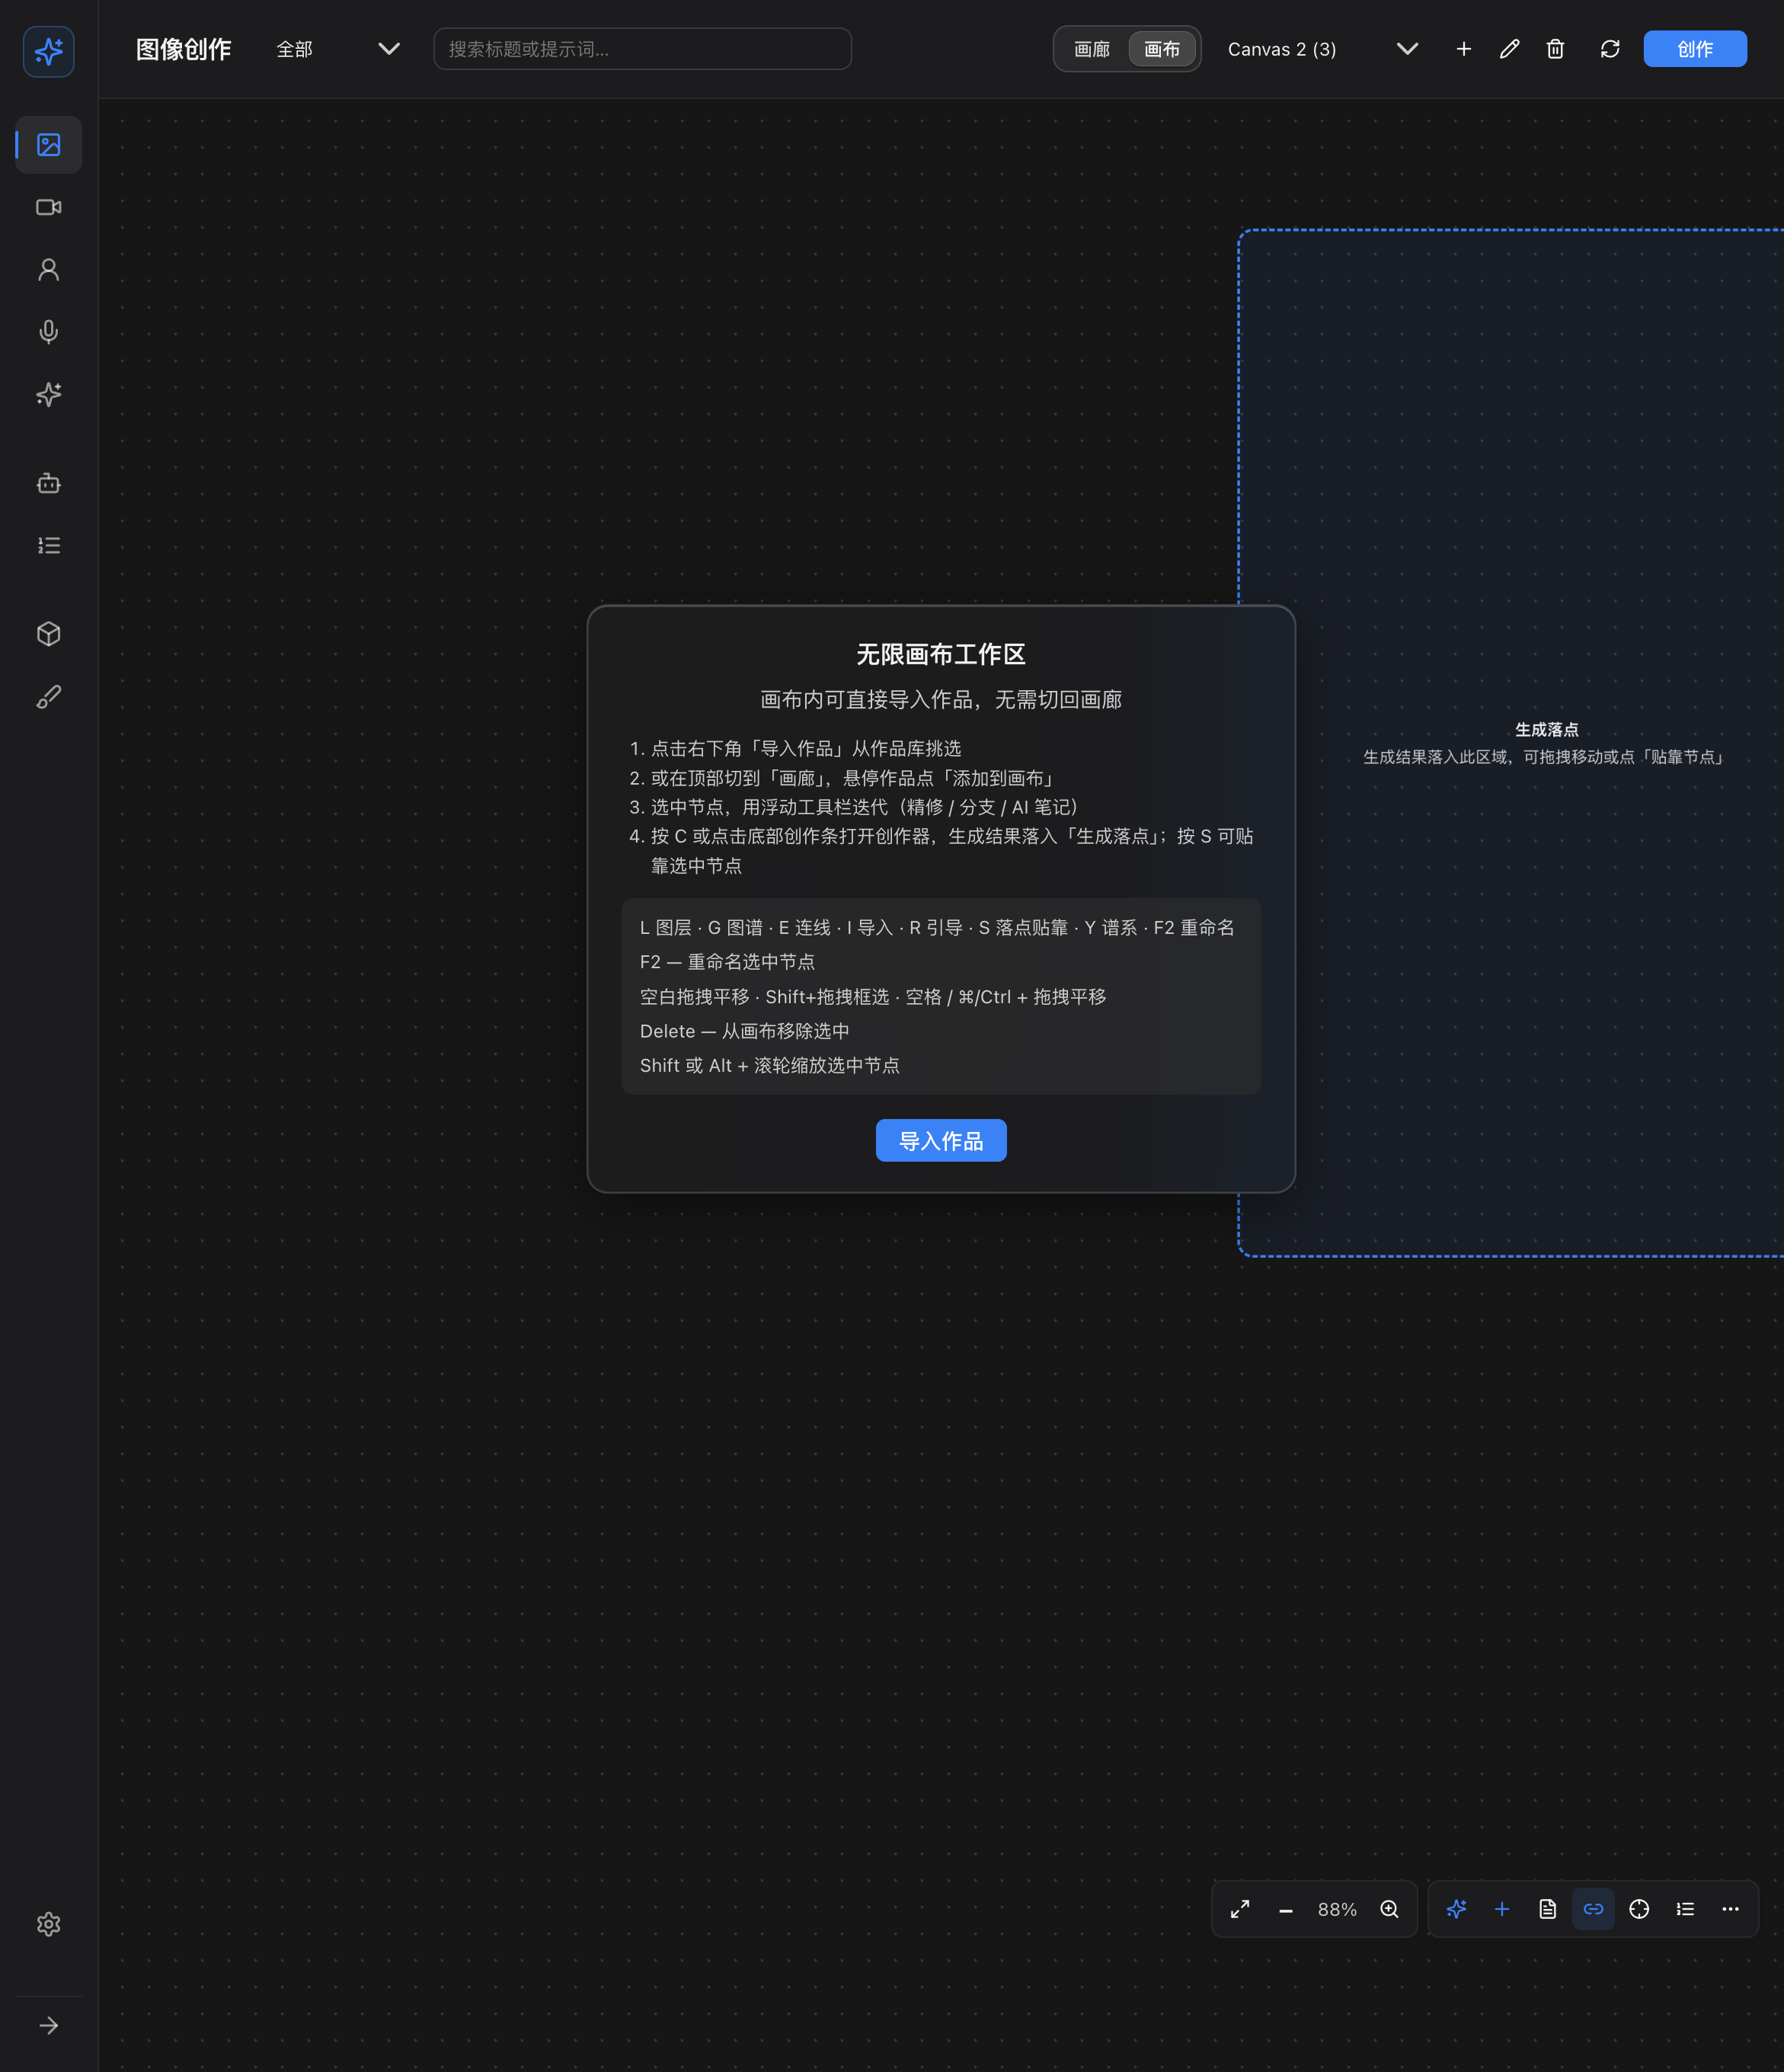 图像创作
全部
搜索标题或提示词...
画廊
画布
Canvas 2 (3)
创作
无限画布工作区
画布内可直接导入作品，无需切回画廊
1. 点击右下角「导入作品」从作品库挑选
2. 或在顶部切到「画廊」，悬停作品点「添加到画布」
3. 选中节点，用浮动工具栏迭代（精修 / 分支 / AI 笔记）
4. 按 C 或点击底部创作条打开创作器，生成结果落入「生成落点」；按 S 可贴
靠选中节点
L 图层 · G 图谱 · E 连线 · I 导入 · R 引导 · S 落点贴靠 · Y 谱系 · F2 重命名
F2 — 重命名选中节点
空白拖拽平移 · Shift+拖拽框选 · 空格 / ⌘/Ctrl + 拖拽平移
Delete — 从画布移除选中
Shift 或 Alt + 滚轮缩放选中节点
导入作品
生成落点
生成结果落入此区域，可拖拽移动或点「贴靠节点」
88%